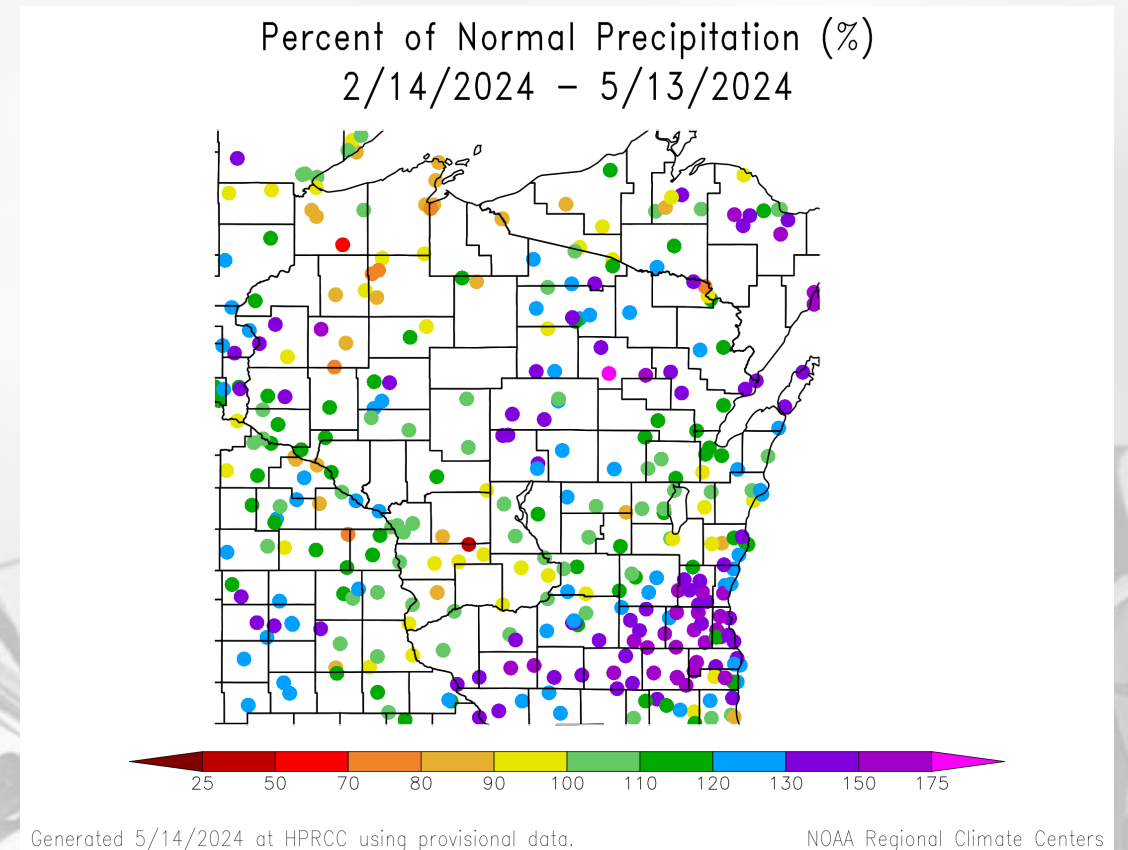 Percent of Normal Precipitation (%)
2/14/2024 – 5/13/2024
25 50 70 80 90 100 110 120 130 150 175
Generated 5/14/2024 at HPRCC using provisional data.
NOAA Regional Climate Centers